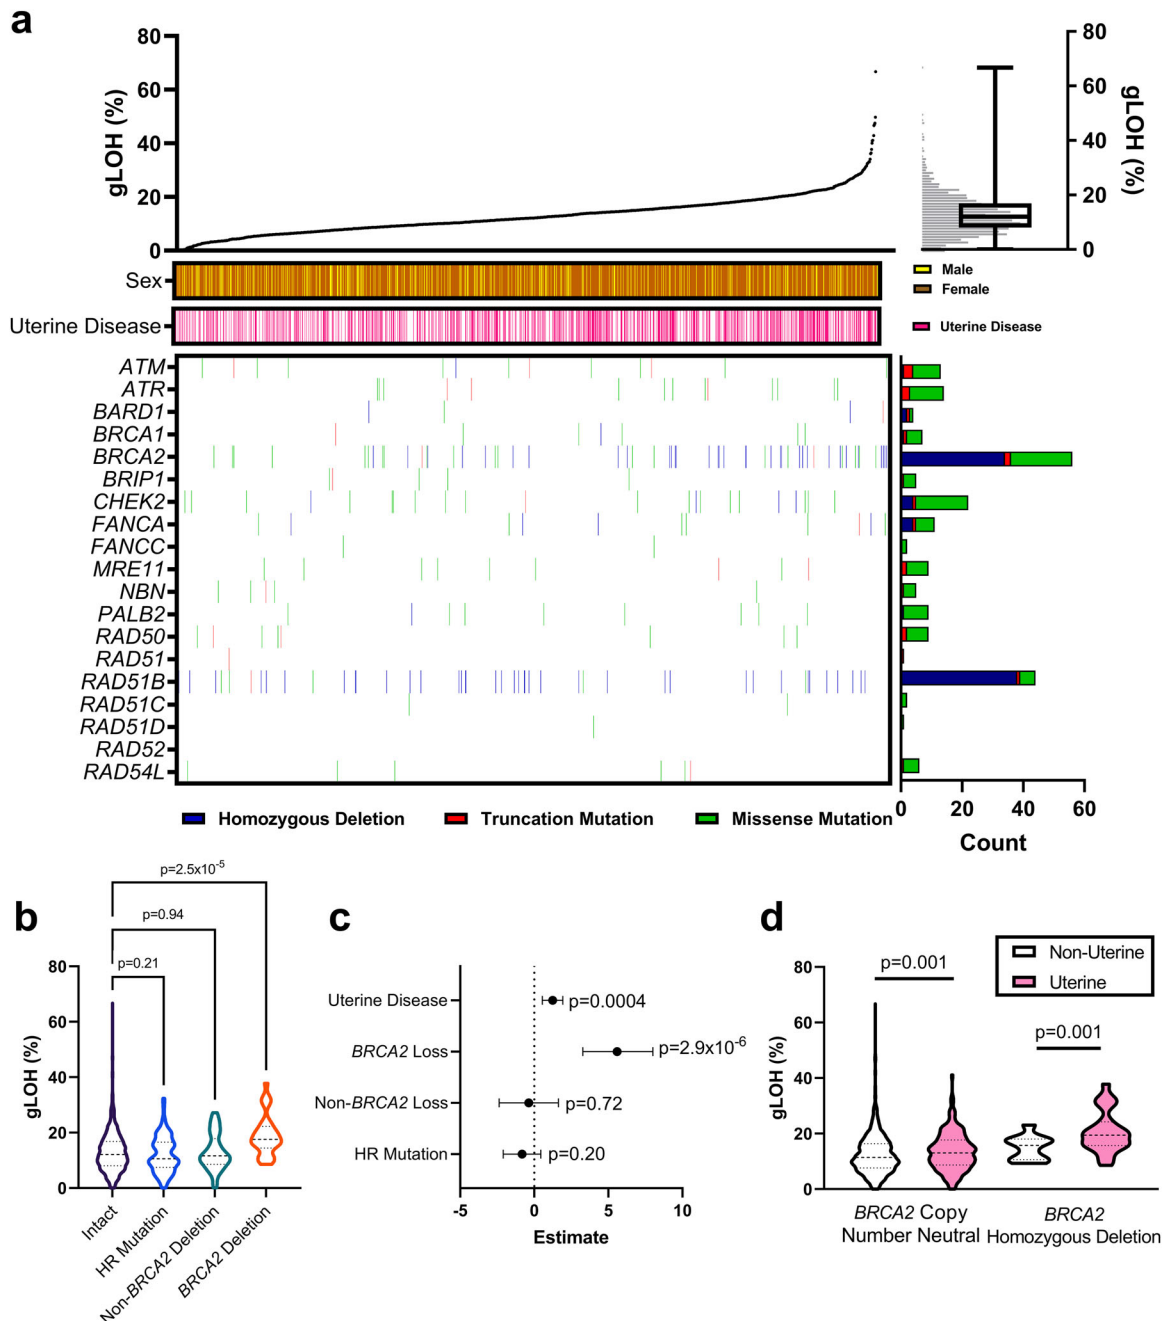 a
80
60
40
20
0
gLOH (%)
80
60
40
20
0
gLOH (%)
Sex
Male
Female
Uterine Disease
Uterine Disease
ATM
ATR
BARD1
BRCA1
BRCA2
BRIP1
CHEK2
FANCA
FANCC
MRE11
NBN
PALB2
RAD50
RAD51
RAD51B
RAD51C
RAD51D
RAD52
RAD54L
0 20 40 60
Count
Homozygous Deletion Truncation Mutation Missense Mutation
b
p=2.5x10⁻⁵
p=0.94
p=0.21
80
60
40
20
0
gLOH (%)
Intact
HR Mutation
Non-BRCA2 Deletion
BRCA2 Deletion
c
Uterine Disease p=0.0004
BRCA2 Loss p=2.9x10⁻⁶
Non-BRCA2 Loss p=0.72
HR Mutation p=0.20
-5 0 5 10
Estimate
d
Non-Uterine
Uterine
p=0.001
p=0.001
80
60
40
20
0
gLOH (%)
BRCA2 Copy
Number Neutral
BRCA2
Homozygous Deletion